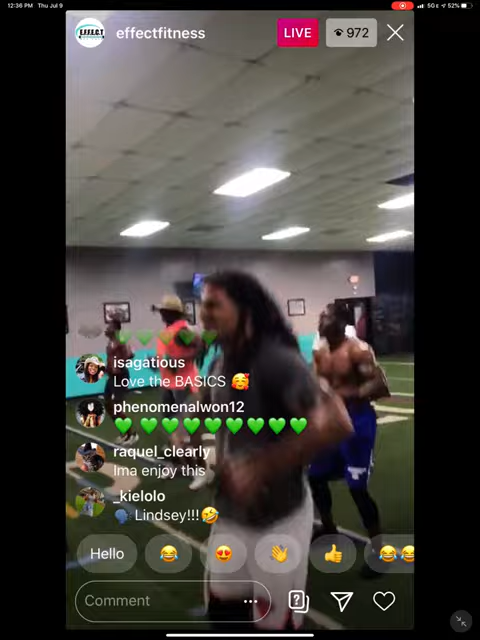 12:36 PM Thu Jul 9
5G 52%
E.F.F.E.C.T
effectfitness
LIVE
972
isagatious
Love the BASICS 🥰
phenomenalwon12
💚 💚 💚 💚 💚 💚 💚 💚 💚
raquel_clearly
Ima enjoy this
_kielolo
🗣 Lindsey!!!🤣
Hello
Comment